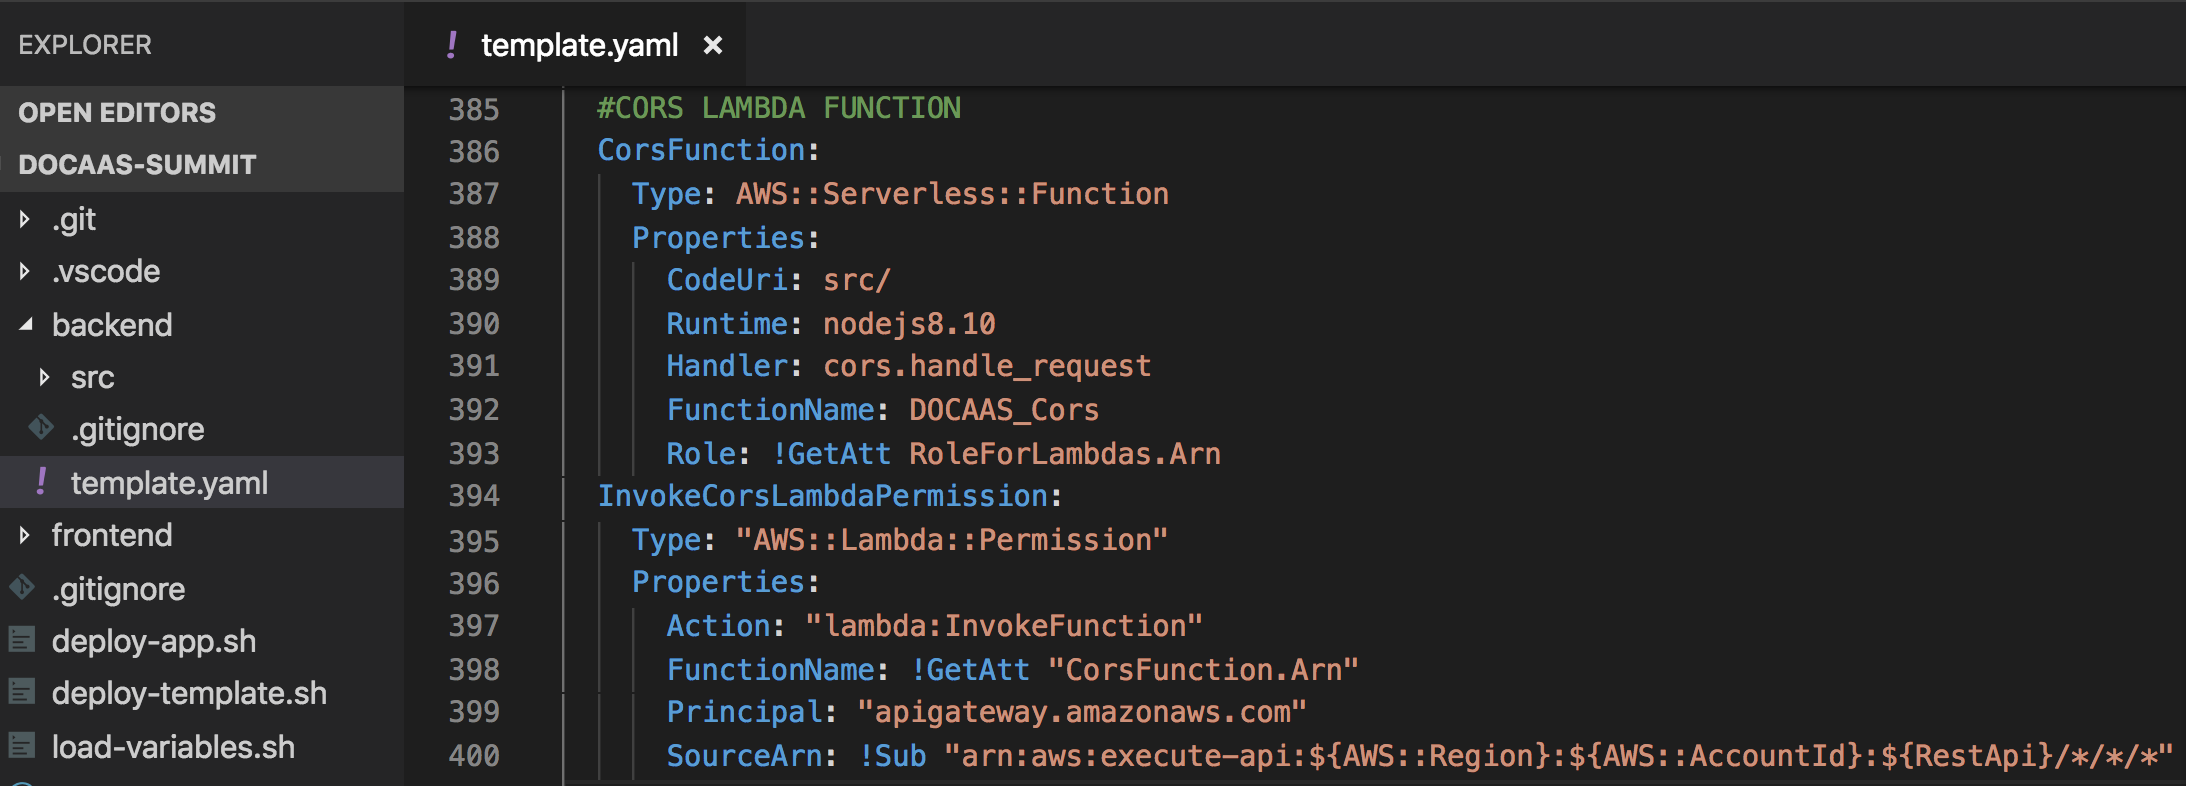 EXPLORER
OPEN EDITORS
DOCAAS-SUMMIT
.git
.vscode
backend
src
.gitignore
! template.yaml
frontend
.gitignore
deploy-app.sh
deploy-template.sh
load-variables.sh
! template.yaml ×
385 #CORS LAMBDA FUNCTION
386 CorsFunction:
387 Type: AWS::Serverless::Function
388 Properties:
389 CodeUri: src/
390 Runtime: nodejs8.10
391 Handler: cors.handle_request
392 FunctionName: DOCAAS_Cors
393 Role: !GetAtt RoleForLambdas.Arn
394 InvokeCorsLambdaPermission:
395 Type: "AWS::Lambda::Permission"
396 Properties:
397 Action: "lambda:InvokeFunction"
398 FunctionName: !GetAtt "CorsFunction.Arn"
399 Principal: "apigateway.amazonaws.com"
400 SourceArn: !Sub "arn:aws:execute-api:${AWS::Region}:${AWS::AccountId}:${RestApi}/*/*/*"